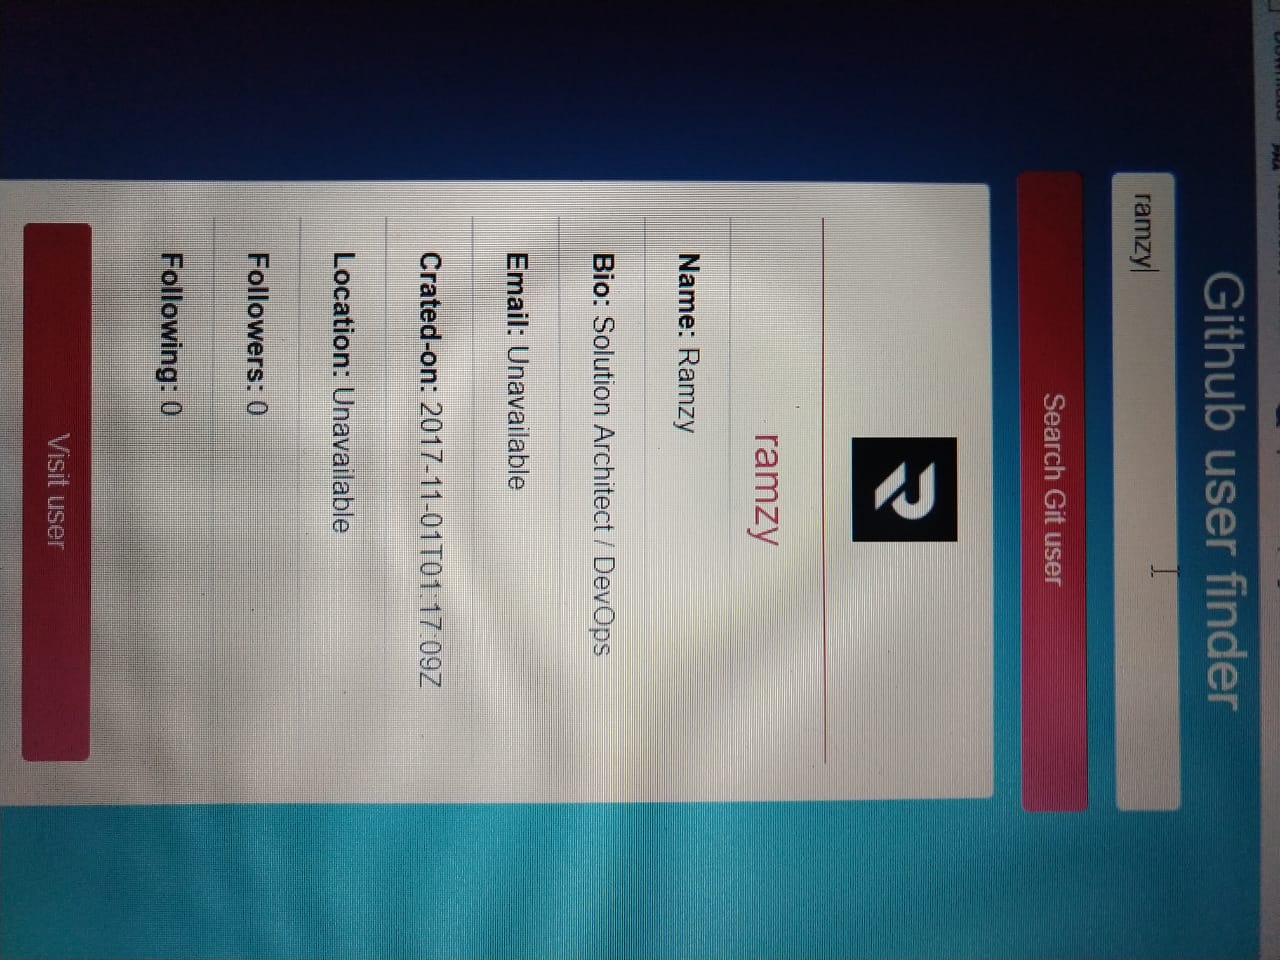 Github user finder
ramzy
Search Git user
ramzy
Name: Ramzy
Bio: Solution Architect / DevOps
Email: Unavailable
Crated-on: 2017-11-01T01:17:09Z
Location: Unavailable
Followers: 0
Following: 0
Visit user